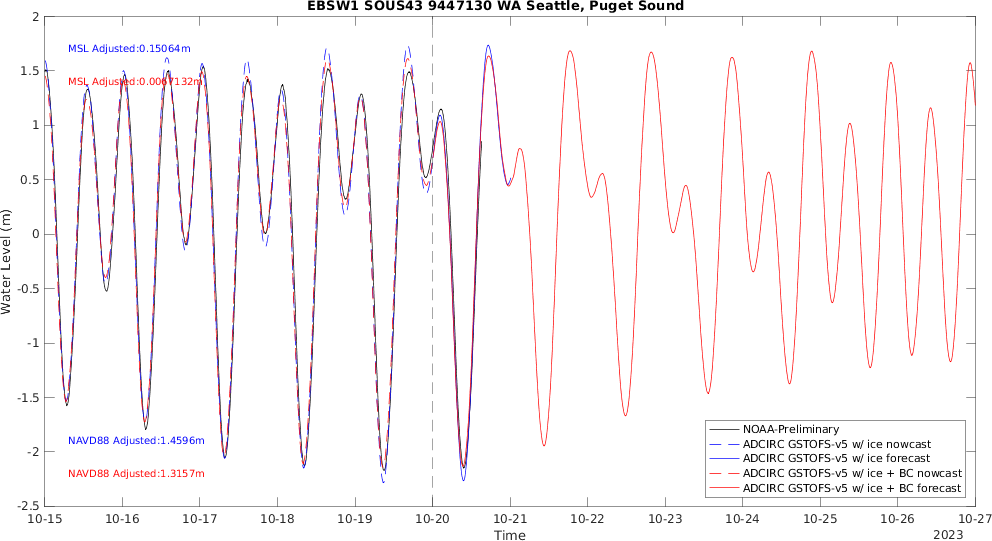 EBSW1 SOUS43 9447130 WA Seattle, Puget Sound
2
1.5
1
0.5
0
-0.5
-1
-1.5
-2
-2.5
Water Level (m)
MSL Adjusted:0.15064m
MSL Adjusted:0.0067132m
NAVD88 Adjusted:1.4596m
NAVD88 Adjusted:1.3157m
NOAA-Preliminary
ADCIRC GSTOFS-v5 w/ ice nowcast
ADCIRC GSTOFS-v5 w/ ice forecast
ADCIRC GSTOFS-v5 w/ ice + BC nowcast
ADCIRC GSTOFS-v5 w/ ice + BC forecast
10-15 10-16 10-17 10-18 10-19 10-20 10-21 10-22 10-23 10-24 10-25 10-26 10-27
Time
2023